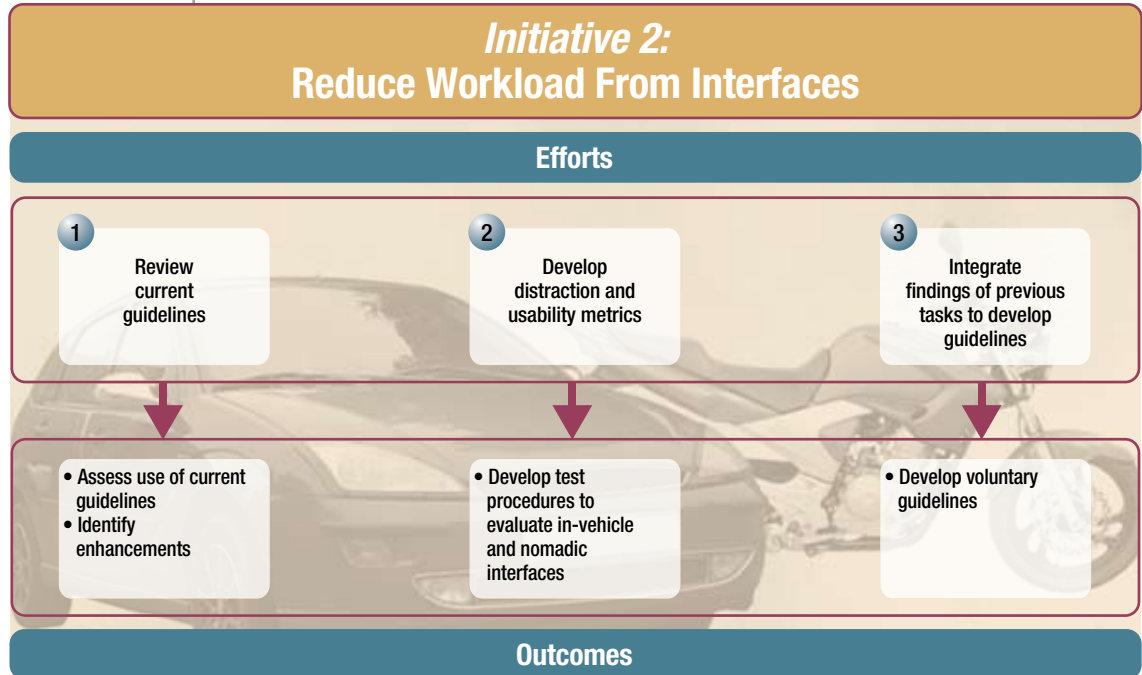 Initiative 2:
Reduce Workload From Interfaces
Efforts
1
Review
current
guidelines
2
Develop
distraction and
usability metrics
3
Integrate
findings of previous
tasks to develop
guidelines
• Assess use of current
guidelines
• Identify
enhancements
• Develop test
procedures to
evaluate in-vehicle
and nomadic
interfaces
• Develop voluntary
guidelines
Outcomes